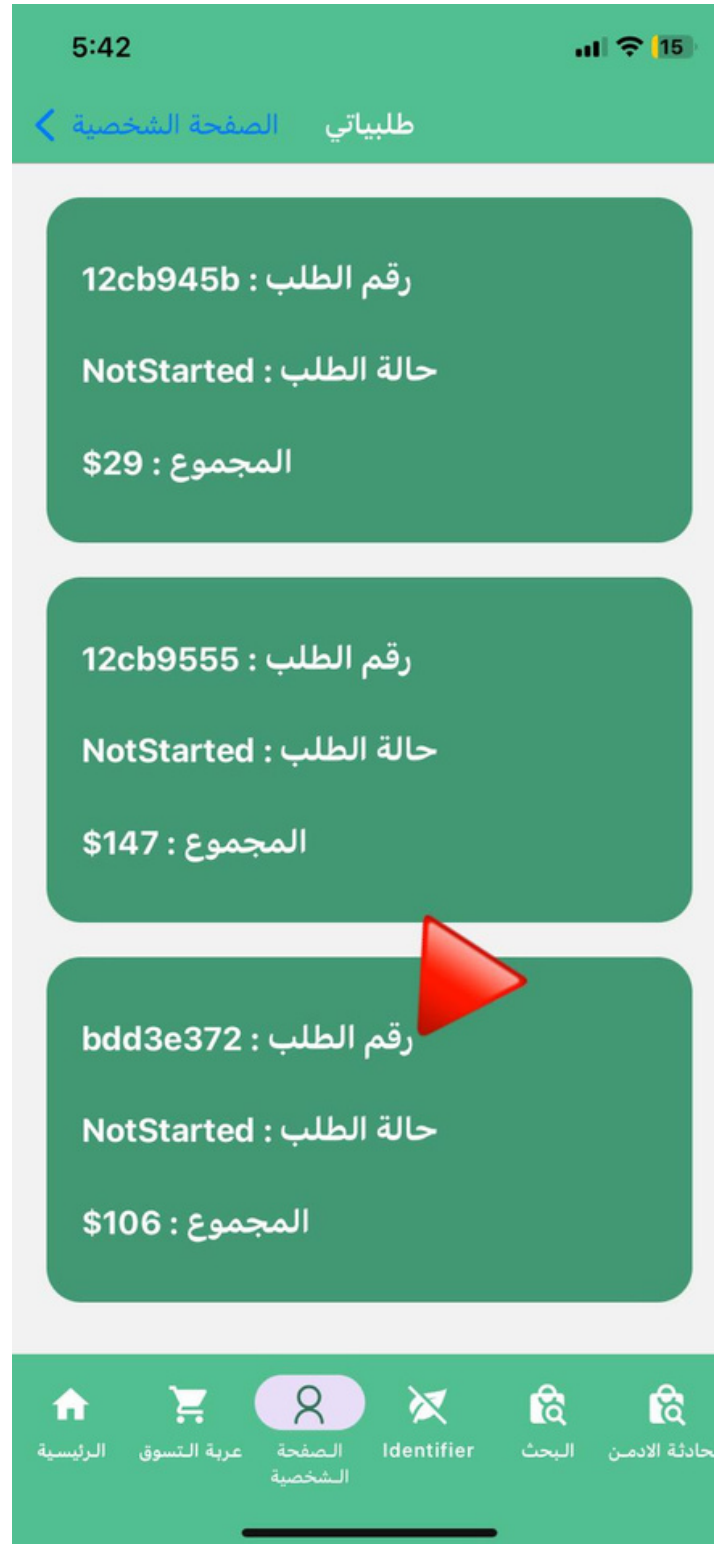 5:42
15
الصفحة الشخصية
طلبياتي
رقم الطلب : 12cb945b
حالة الطلب : NotStarted
المجموع : 29$
رقم الطلب : 12cb9555
حالة الطلب : NotStarted
المجموع : 147$
رقم الطلب : bdd3e372
حالة الطلب : NotStarted
المجموع : 106$
الرئيسية
عربة التسوق
الصفحة
الشخصية
Identifier
البحث
حادثة الادمن